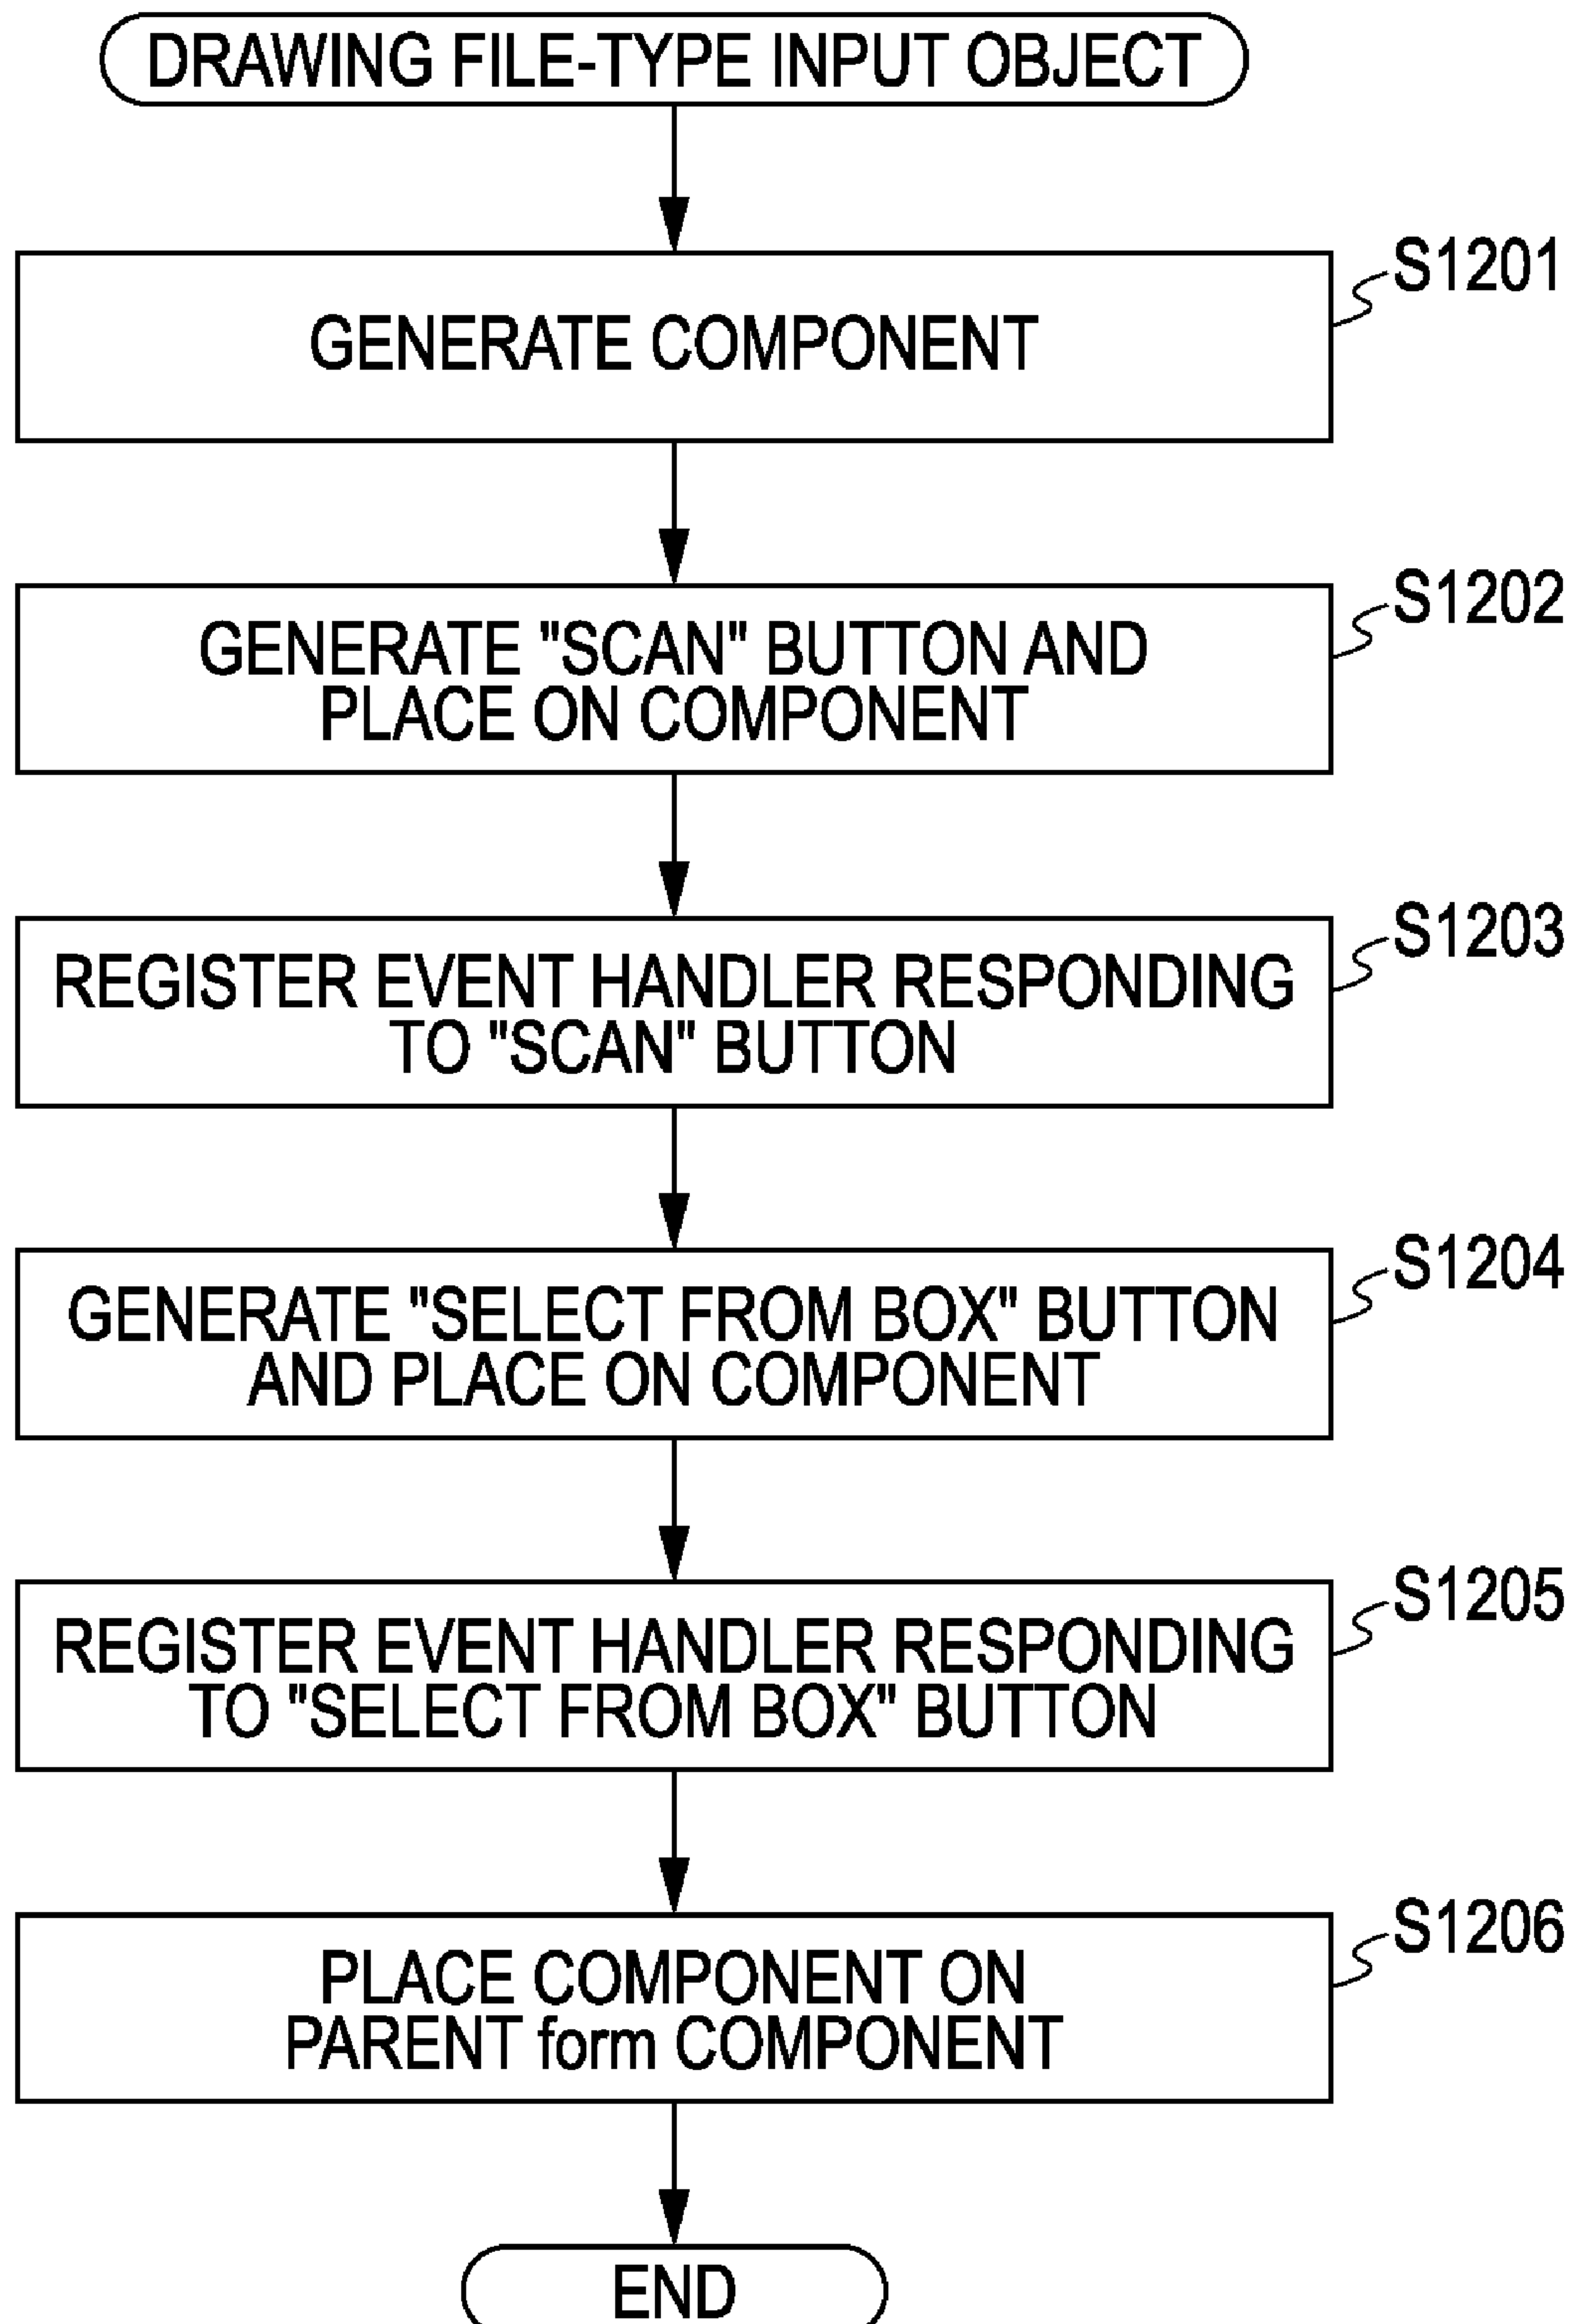 DRAWING FILE-TYPE INPUT OBJECT
S1201
GENERATE COMPONENT
S1202
GENERATE "SCAN" BUTTON AND
PLACE ON COMPONENT
S1203
REGISTER EVENT HANDLER RESPONDING
TO "SCAN" BUTTON
S1204
GENERATE "SELECT FROM BOX" BUTTON
AND PLACE ON COMPONENT
S1205
REGISTER EVENT HANDLER RESPONDING
TO "SELECT FROM BOX" BUTTON
S1206
PLACE COMPONENT ON
PARENT form COMPONENT
END